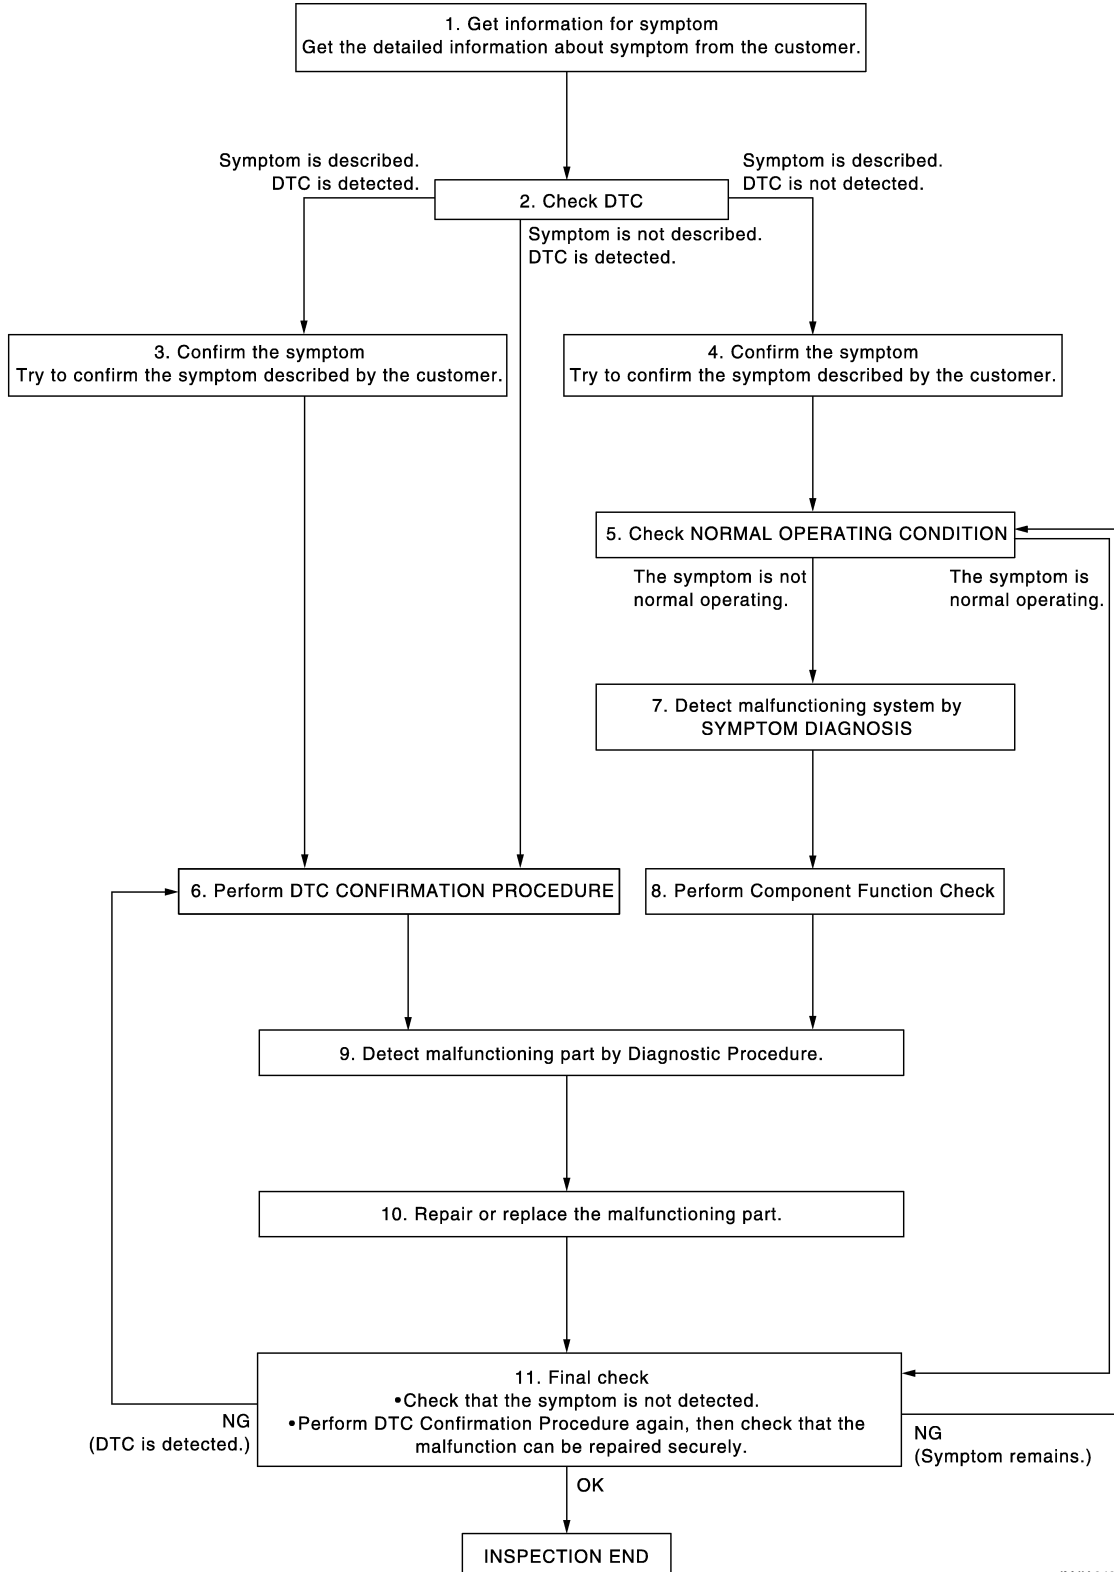 1. Get information for symptom
Get the detailed information about symptom from the customer.
Symptom is described.
DTC is detected.
Symptom is described.
DTC is not detected.
2. Check DTC
Symptom is not described.
DTC is detected.
3. Confirm the symptom
Try to confirm the symptom described by the customer.
4. Confirm the symptom
Try to confirm the symptom described by the customer.
5. Check NORMAL OPERATING CONDITION
The symptom is not
normal operating.
The symptom is
normal operating.
7. Detect malfunctioning system by
SYMPTOM DIAGNOSIS
6. Perform DTC CONFIRMATION PROCEDURE
8. Perform Component Function Check
9. Detect malfunctioning part by Diagnostic Procedure.
10. Repair or replace the malfunctioning part.
11. Final check
•Check that the symptom is not detected.
•Perform DTC Confirmation Procedure again, then check that the
malfunction can be repaired securely.
NG
(DTC is detected.)
NG
(Symptom remains.)
OK
INSPECTION END